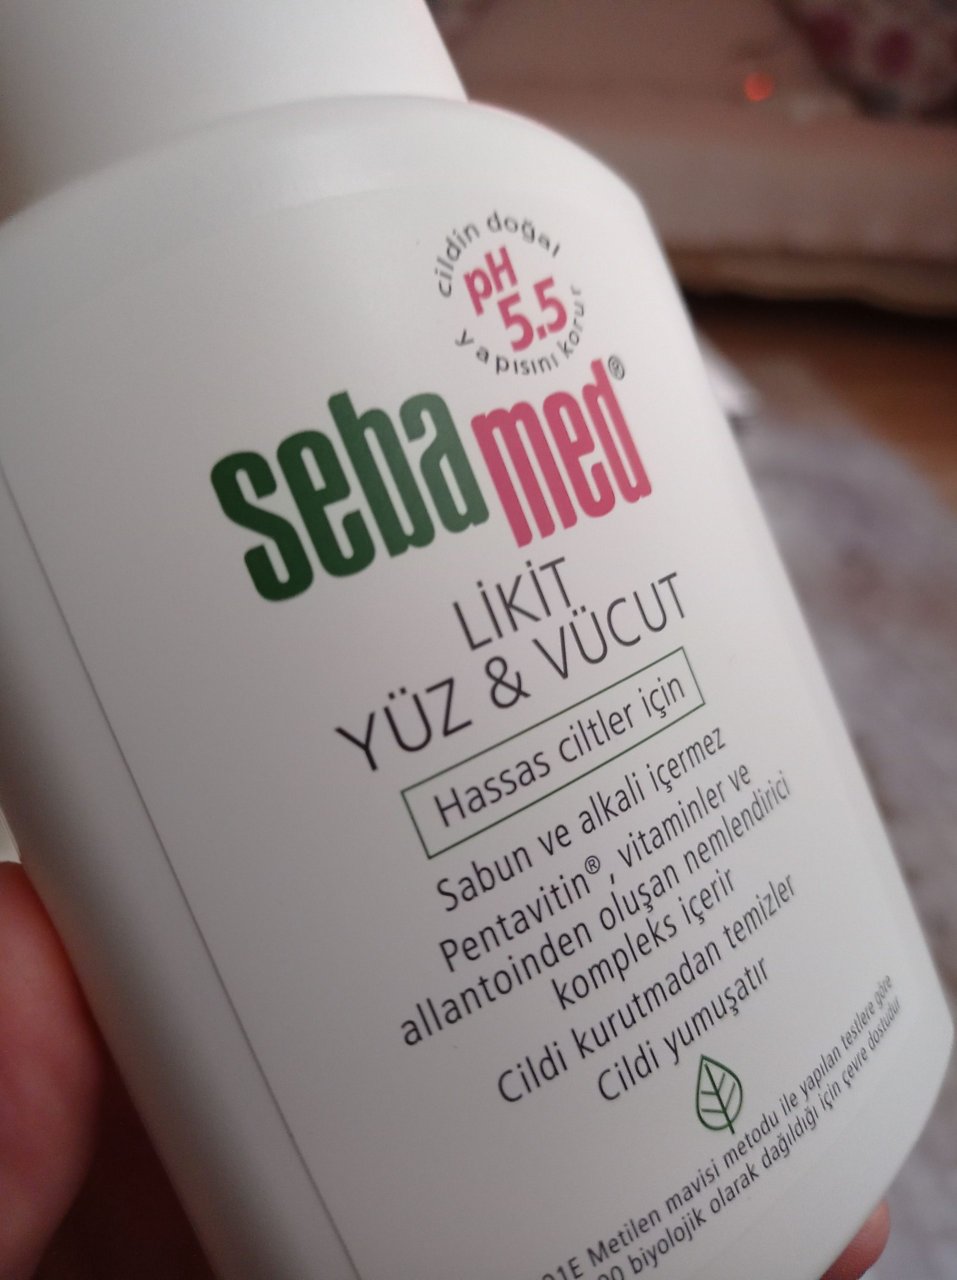 cildin doğal
pH
5.5
yapısını korur
sebamed®
LİKİT
YÜZ & VÜCUT
Hassas ciltler için
Sabun ve alkali içermez
Pentavitin®, vitaminler ve
allantoinden oluşan nemlendirici
kompleks içerir
Cildi kurutmadan temizler
Cildi yumuşatır
01E Metilen mavisi metodu ile yapılan testlere göre
00 biyolojik olarak dağıldığı için çevre dostudur